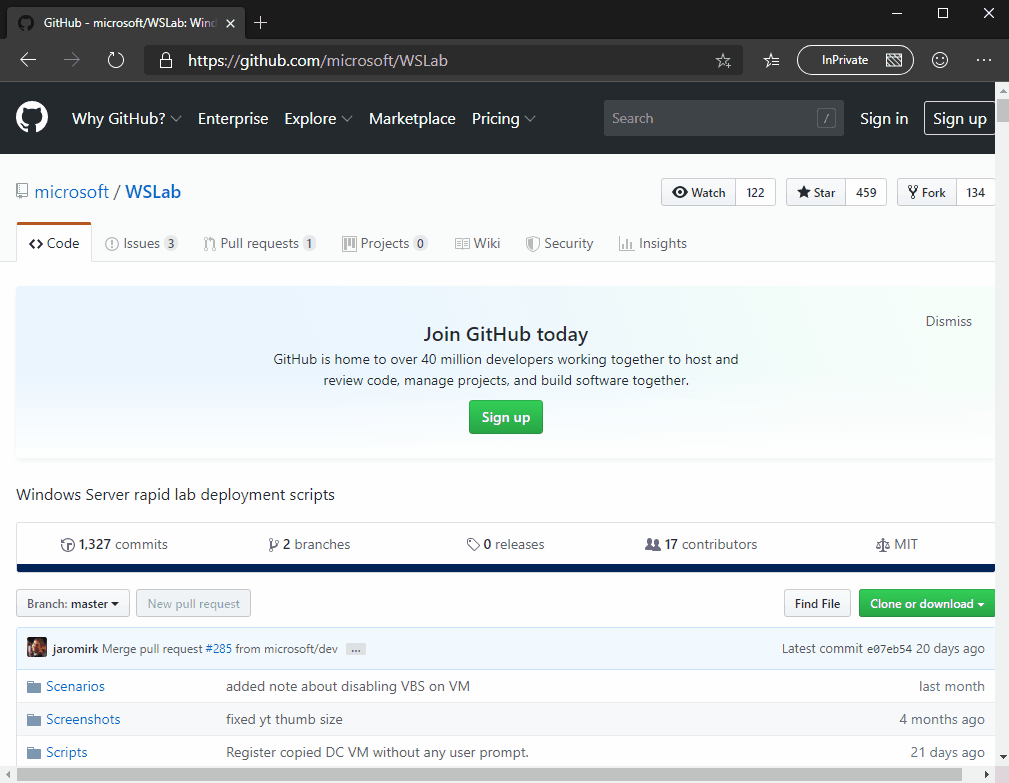 GitHub - microsoft/WSLab: Wind
https://github.com/microsoft/WSLab
InPrivate
Why GitHub? Enterprise Explore Marketplace Pricing Search / Sign in Sign up
microsoft / WSLab
Watch 122 Star 459 Fork 134
Code Issues 3 Pull requests 1 Projects 0 Wiki Security Insights
Dismiss
Join GitHub today
GitHub is home to over 40 million developers working together to host and
review code, manage projects, and build software together.
Sign up
Windows Server rapid lab deployment scripts
1,327 commits 2 branches 0 releases 17 contributors MIT
Branch: master New pull request Find File Clone or download
jaromirk Merge pull request #285 from microsoft/dev ... Latest commit e07eb54 20 days ago
Scenarios added note about disabling VBS on VM last month
Screenshots fixed yt thumb size 4 months ago
Scripts Register copied DC VM without any user prompt. 21 days ago